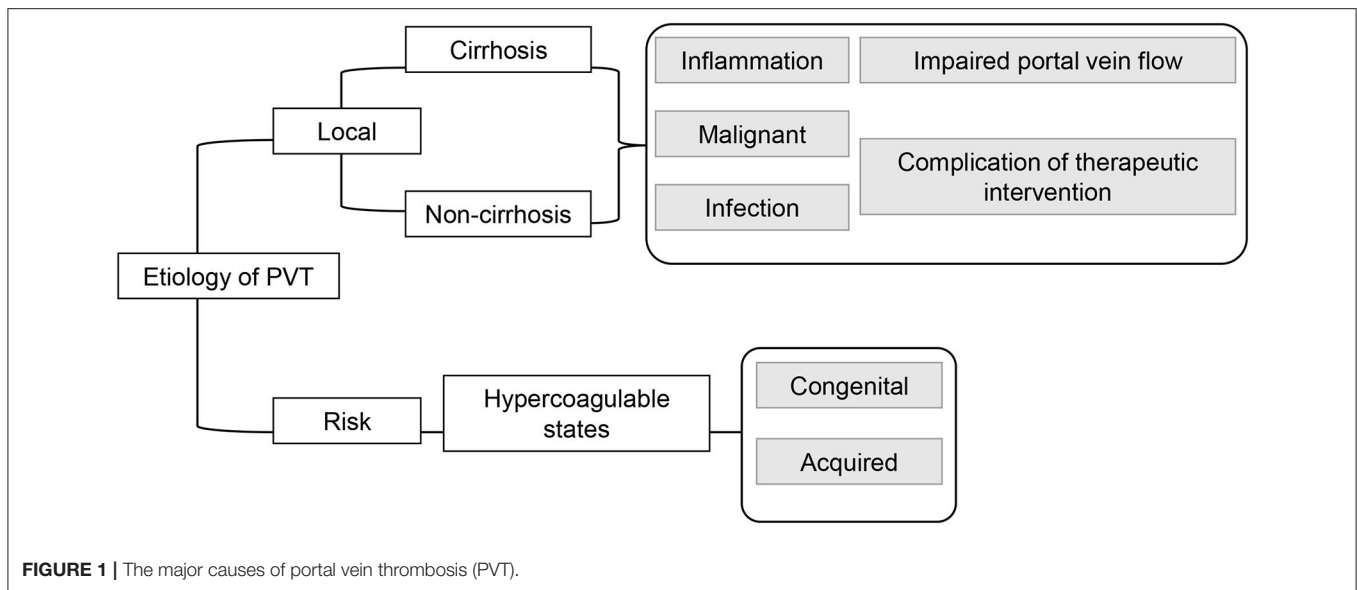 Cirrhosis
Inflammation
Impaired portal vein flow
Local
Malignant
Complication of therapeutic
intervention
Non-cirrhosis
Infection
Etiology of PVT
Risk
Hypercoagulable
states
Congenital
Acquired
FIGURE 1 | The major causes of portal vein thrombosis (PVT).